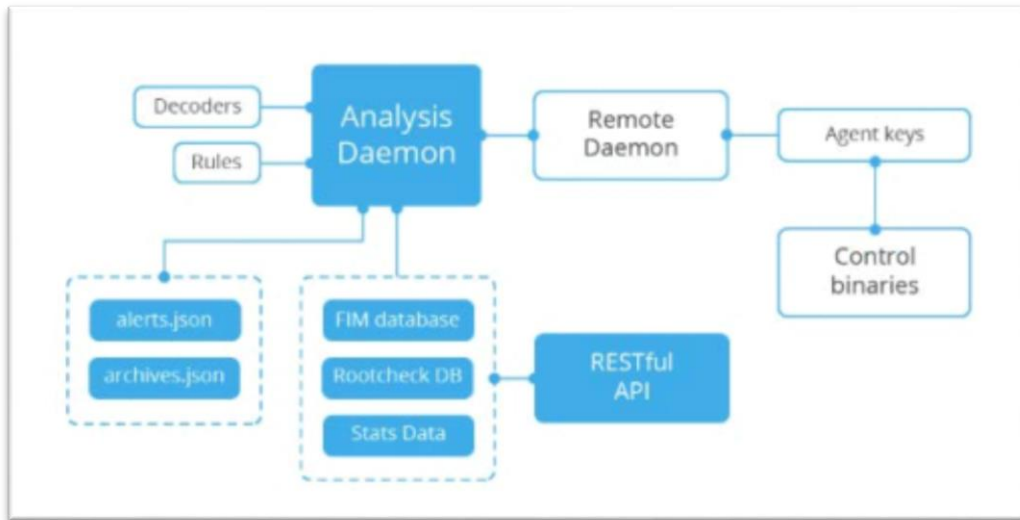 Decoders
Rules
Analysis
Daemon
Remote
Daemon
Agent keys
Control
binaries
alerts.json
archives.json
FIM database
Rootcheck DB
Stats Data
RESTful
API